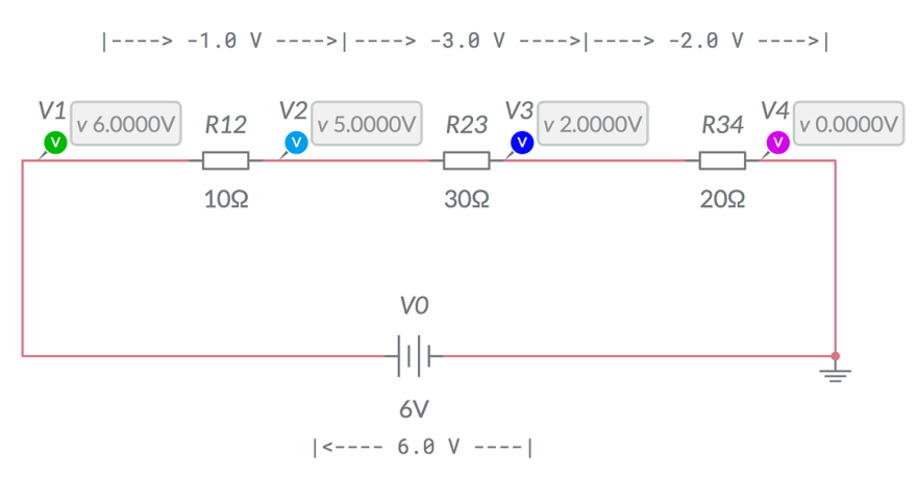 |----> -1.0 V ---->|----> -3.0 V ---->|----> -2.0 V ---->|
V1 v 6.0000V R12 V2 v 5.0000V R23 V3 v 2.0000V R34 V4 v 0.0000V
V V V V
10Ω 30Ω 20Ω
V0
6V
|<---- 6.0 V ----|